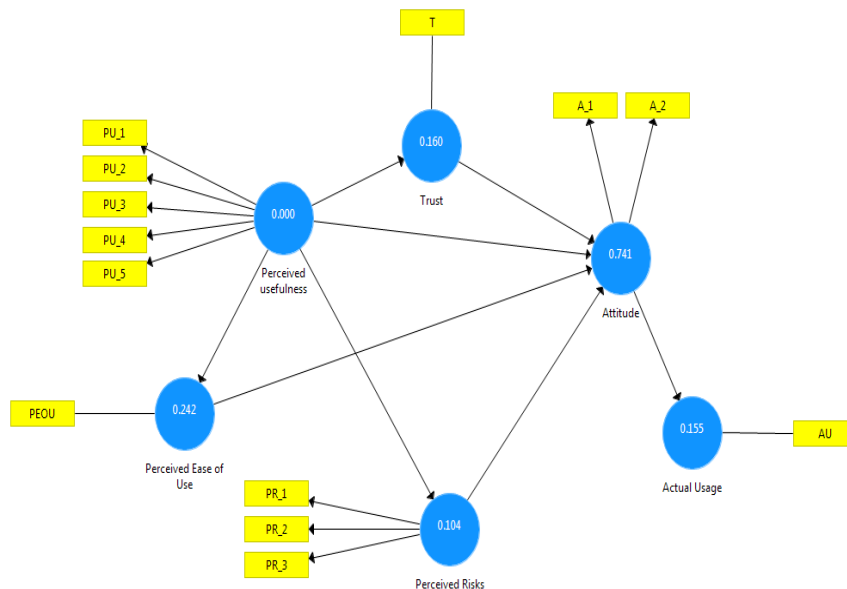 T
A_1
A_2
PU_1
PU_2
PU_3
PU_4
PU_5
0.160
Trust
0.000
Perceived
usefulness
0.741
Attitude
PEOU
0.242
Perceived Ease of
Use
0.155
Actual Usage
AU
PR_1
PR_2
PR_3
0.104
Perceived Risks